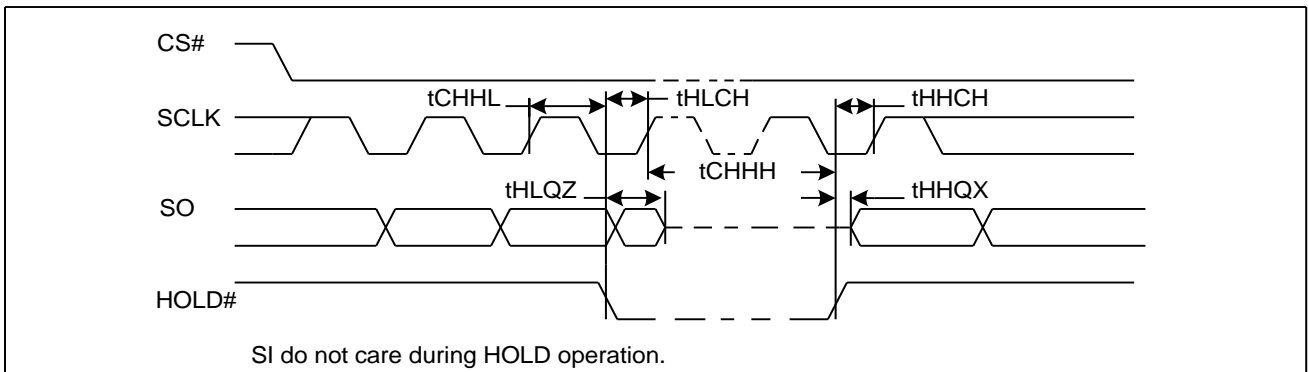 CS#
tCHHL tHLCH tHHCH
SCLK
tCHHH
tHLQZ tHHQX
SO
HOLD#
SI do not care during HOLD operation.